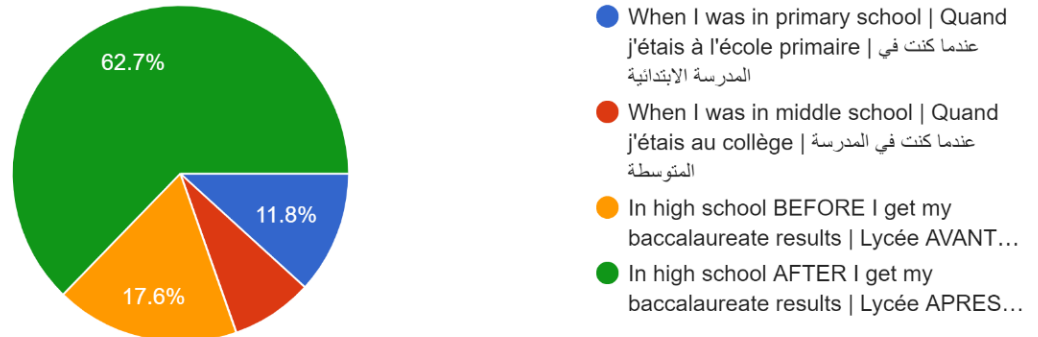 62.7%
11.8%
17.6%
When I was in primary school | Quand
j'étais à l'école primaire | عندما كنت في
المدرسة الابتدائية
When I was in middle school | Quand
j'étais au collège | عندما كنت في المدرسة
المتوسطة
In high school BEFORE I get my
baccalaureate results | Lycée AVANT…
In high school AFTER I get my
baccalaureate results | Lycée APRES…